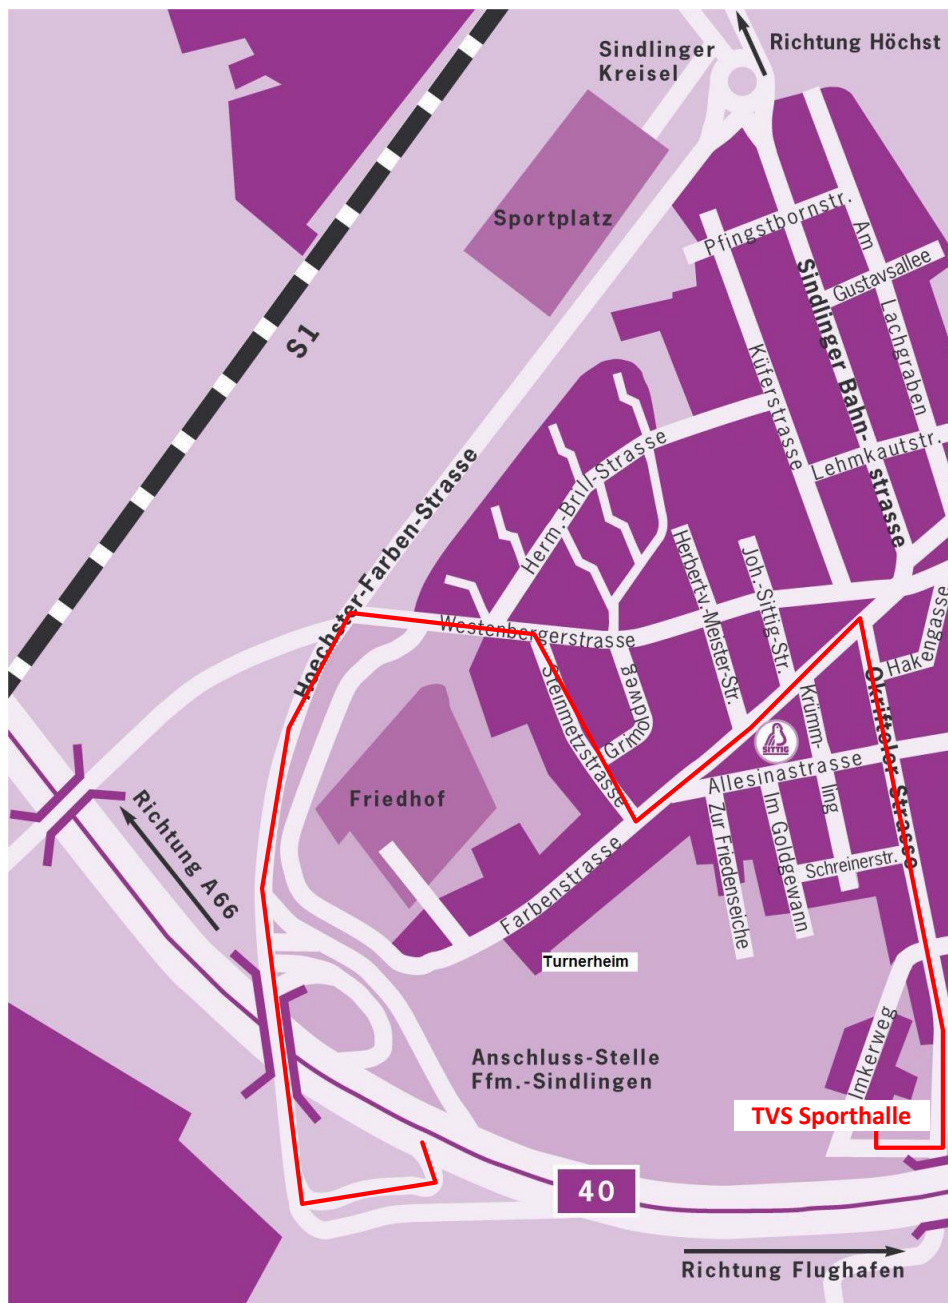 Sindlinger
Kreisel
Richtung Höchst
Sportplatz
Pfingstbornstr.
Am
Lachgraben
Gustavsallee
Sindlinger Bahn-
strasse
S1
Küferstrasse
Lehmkautstr.
Hoechster-Farben-Strasse
Herm.-Brill-Strasse
Herbert-v.-Meister-Str.
Joh.-Sittig-Str.
Westenbergerstrasse
Hakengasse
Steinmetzstrasse
Grimoldweg
Krümm-
ling
Okrifteler Strasse
SITTIG
Allesinastrasse
Friedhof
Richtung A66
Zur Friedenseiche
Im Goldgewann
Schreinerstr.
Farbenstrasse
Turnerheim
Imkerweg
Anschluss-Stelle
Ffm.-Sindlingen
TVS Sporthalle
40
Richtung Flughafen